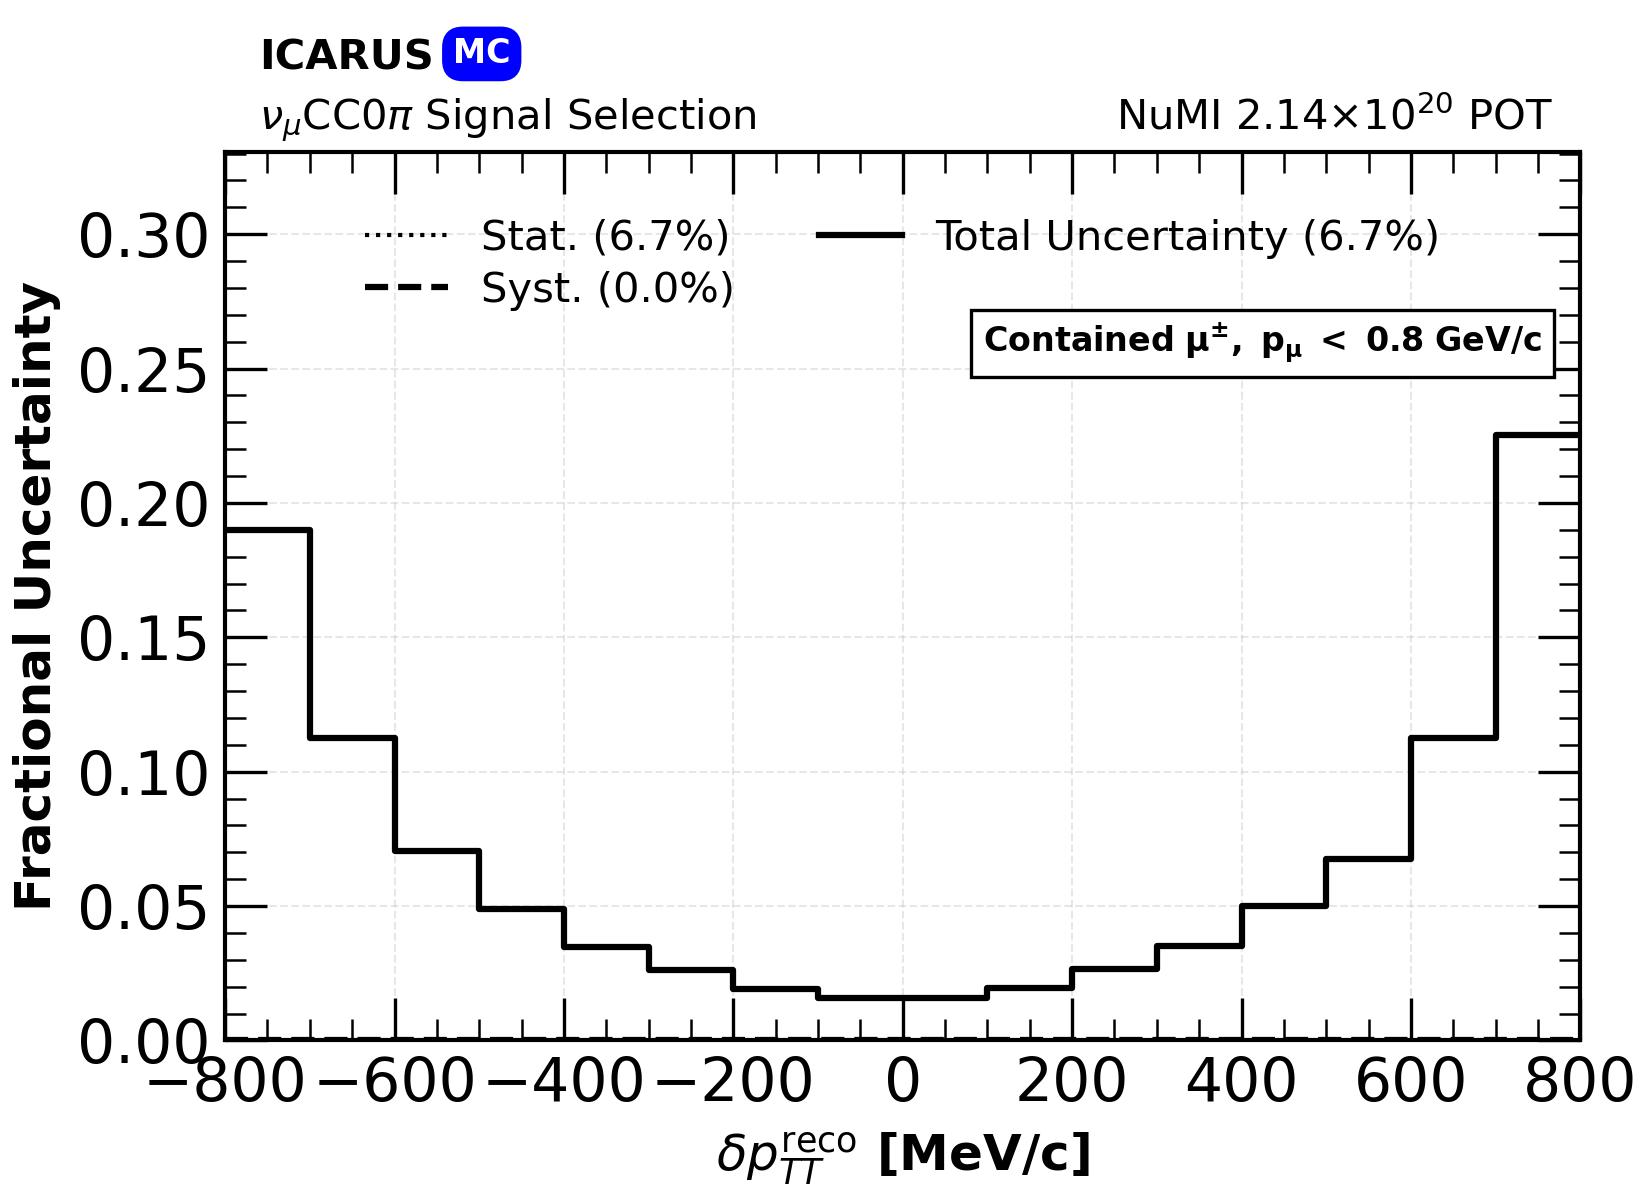 ICARUS MC
νμCC0π Signal Selection NuMI 2.14×10²⁰ POT
0.30
0.25
0.20
0.15
0.10
0.05
0.00
Fractional Uncertainty
Stat. (6.7%) Total Uncertainty (6.7%)
Syst. (0.0%)
Contained μ±, pμ < 0.8 GeV/c
−800 −600 −400 −200 0 200 400 600 800
δp_TT^reco [MeV/c]